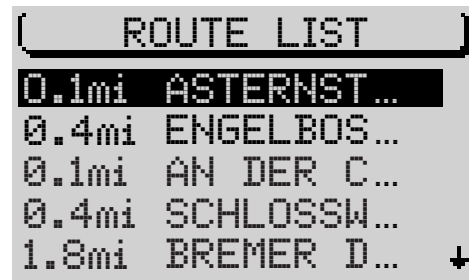 ROUTE LIST
0.1mi ASTERNST...
0.4mi ENGELBOS...
0.1mi AN DER C...
0.4mi SCHLOSSW...
1.8mi BREMER D...